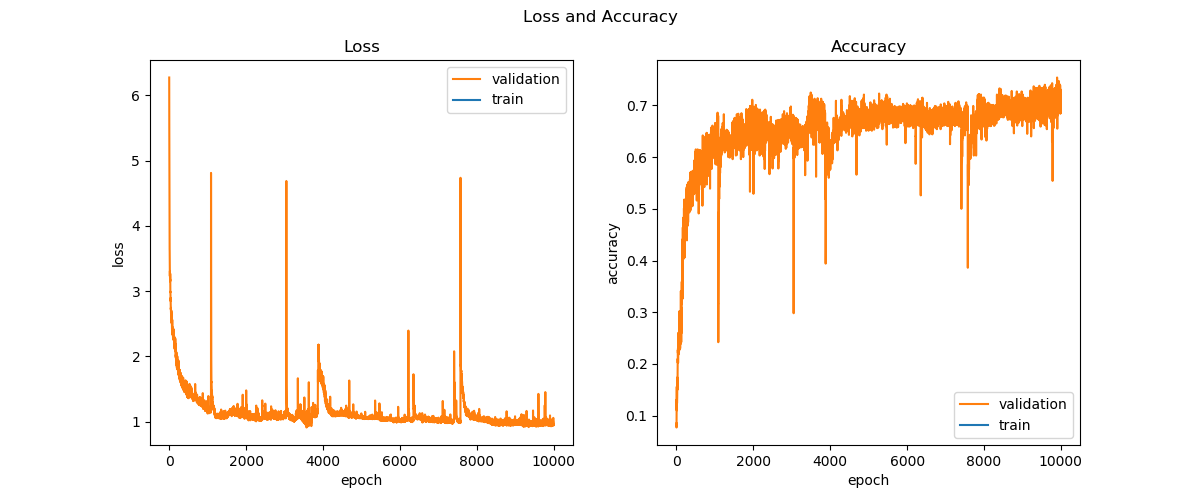 Loss and Accuracy
Loss
loss
6
5
4
3
2
1
validation
train
0 2000 4000 6000 8000 10000
epoch
Accuracy
accuracy
0.7
0.6
0.5
0.4
0.3
0.2
0.1
validation
train
0 2000 4000 6000 8000 10000
epoch